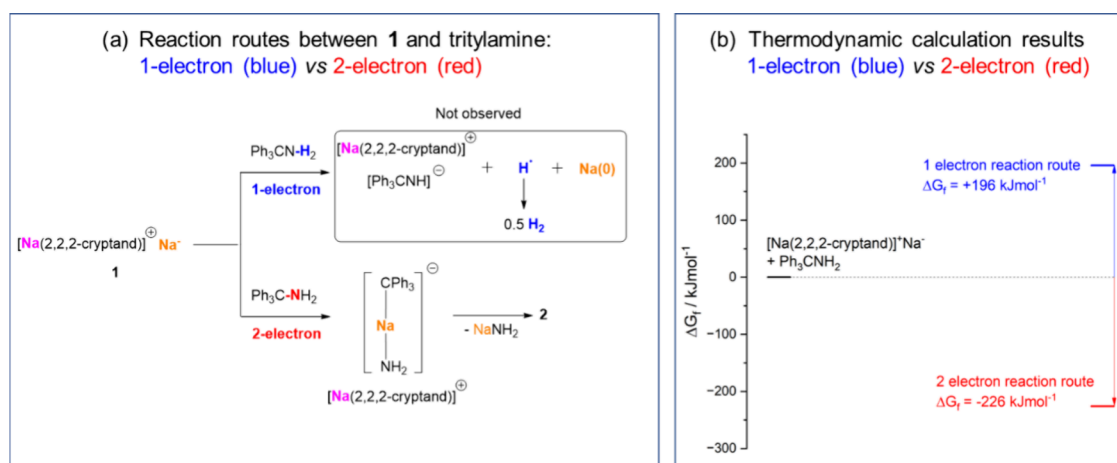 (a) Reaction routes between 1 and tritylamine:
1-electron (blue) vs 2-electron (red)
Not observed
Ph₃CN-H₂
1-electron
[Na(2,2,2-cryptand)]⊕
[Ph₃CNH]⊖
+ H· + Na(0)
0.5 H₂
[Na(2,2,2-cryptand)]⊕ Na⁻
1
Ph₃C-NH₂
2-electron
CPh₃
Na
NH₂
⊖
- NaNH₂
2
[Na(2,2,2-cryptand)]⊕
(b) Thermodynamic calculation results
1-electron (blue) vs 2-electron (red)
ΔG_f / kJmol⁻¹
200
100
0
−100
−200
−300
1 electron reaction route
ΔG_f = +196 kJmol⁻¹
[Na(2,2,2-cryptand)]⁺Na⁻
+ Ph₃CNH₂
2 electron reaction route
ΔG_f = -226 kJmol⁻¹